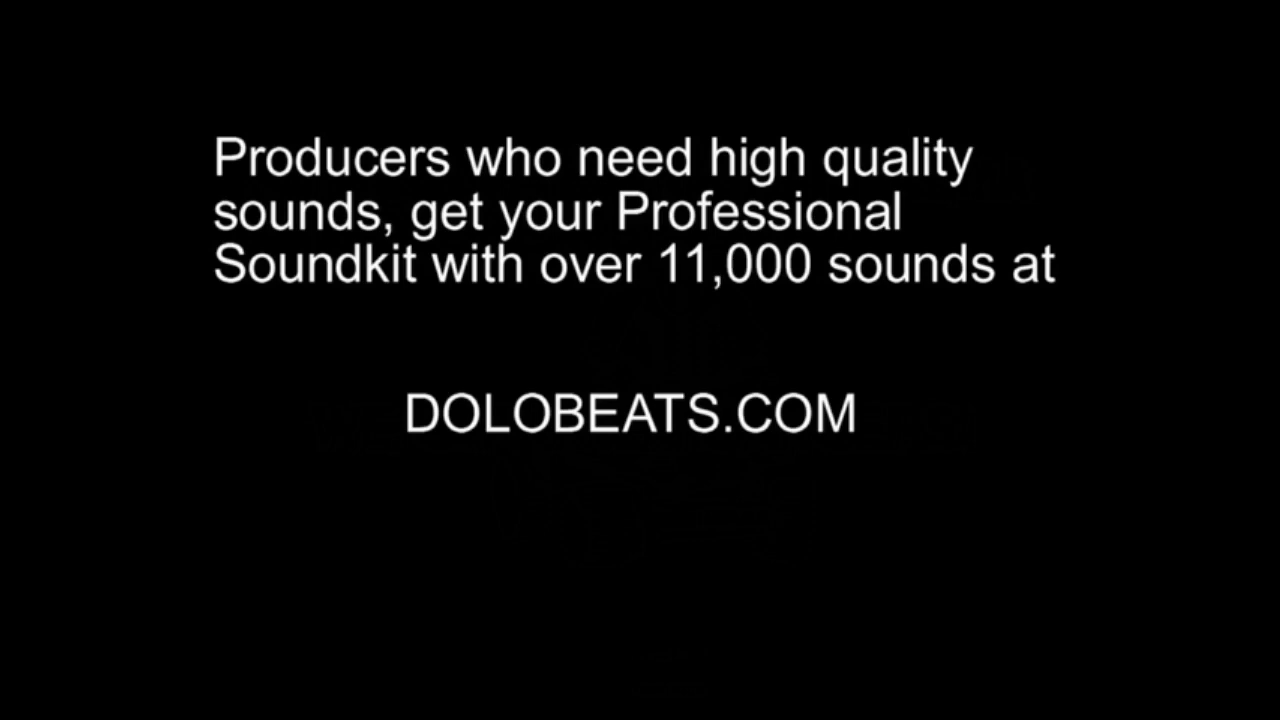 Producers who need high quality
sounds, get your Professional
Soundkit with over 11,000 sounds at
DOLOBEATS.COM